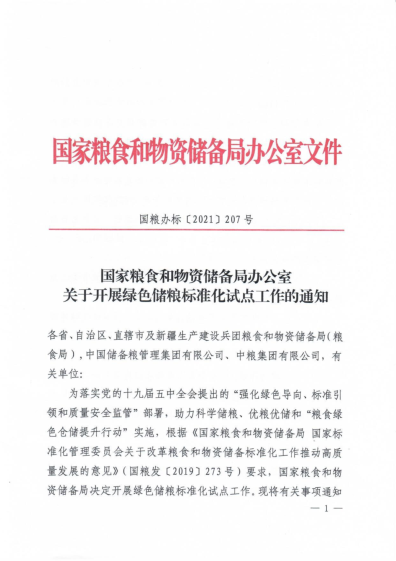 国家粮食和物资储备局办公室文件
国粮办标〔2021〕207号
国家粮食和物资储备局办公室
关于开展绿色储粮标准化试点工作的通知
各省、自治区、直辖市及新疆生产建设兵团粮食和物资储备局(粮
食局),中国储备粮管理集团有限公司、中粮集团有限公司,有
关单位:
为落实党的十九届五中全会提出的“强化绿色导向、标准引
领和质量安全监管”部署,助力科学储粮、优粮优储和“粮食绿
色仓储提升行动”实施,根据《国家粮食和物资储备局 国家标
准化管理委员会关于改革粮食和物资储备标准化工作推动高质
量发展的意见》(国粮发〔2019〕273号)要求,国家粮食和物
资储备局决定开展绿色储粮标准化试点工作,现将有关事项通知
— 1 —